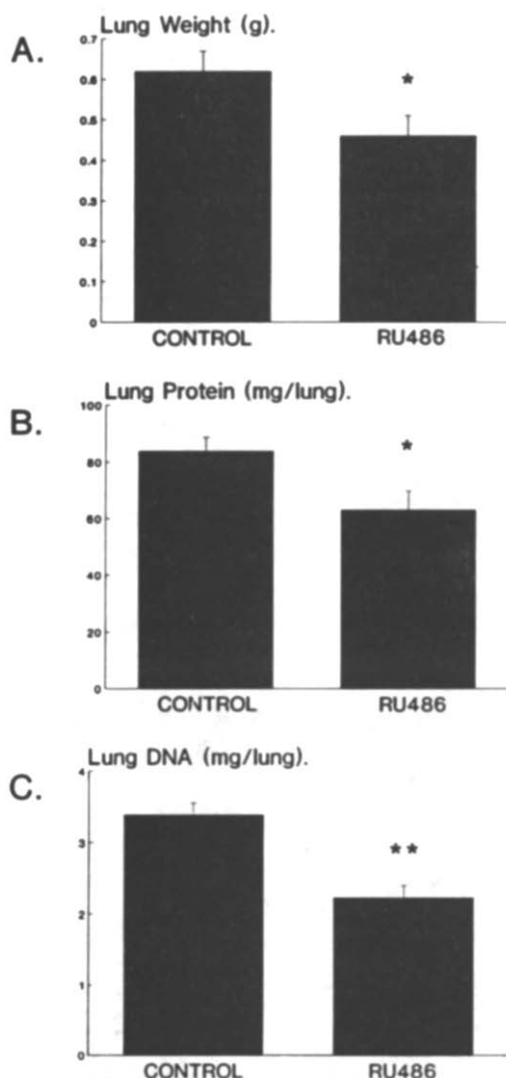 A.
Lung Weight (g).
0.7
0.6
0.5
0.4
0.3
0.2
0.1
0
*
CONTROL RU486
B.
Lung Protein (mg/lung).
100
80
60
40
20
0
*
CONTROL RU486
C.
Lung DNA (mg/lung).
4
3
2
1
0
**
CONTROL RU486